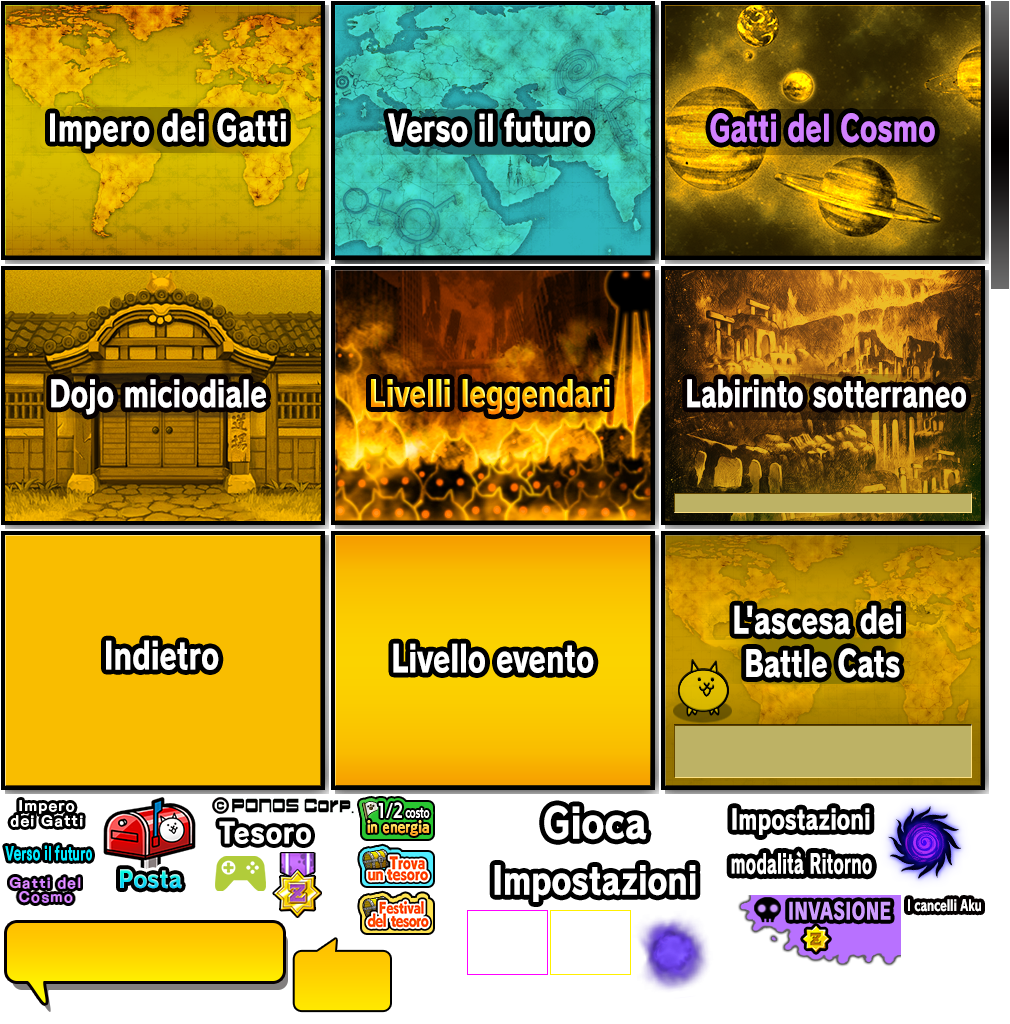 Impero dei Gatti
Verso il futuro
Gatti del Cosmo
Dojo miciodiale
Livelli leggendari
Labirinto sotterraneo
Indietro
Livello evento
L'ascesa dei
Battle Cats
Impero
dei Gatti
Verso il futuro
Gatti del
Cosmo
Posta
© PONOS Corp.
Tesoro
Z
1/2 costo
in energia
Trova
un tesoro
Festival
del tesoro
Gioca
Impostazioni
Impostazioni
modalità Ritorno
INVASIONE
Z
I cancelli Aku